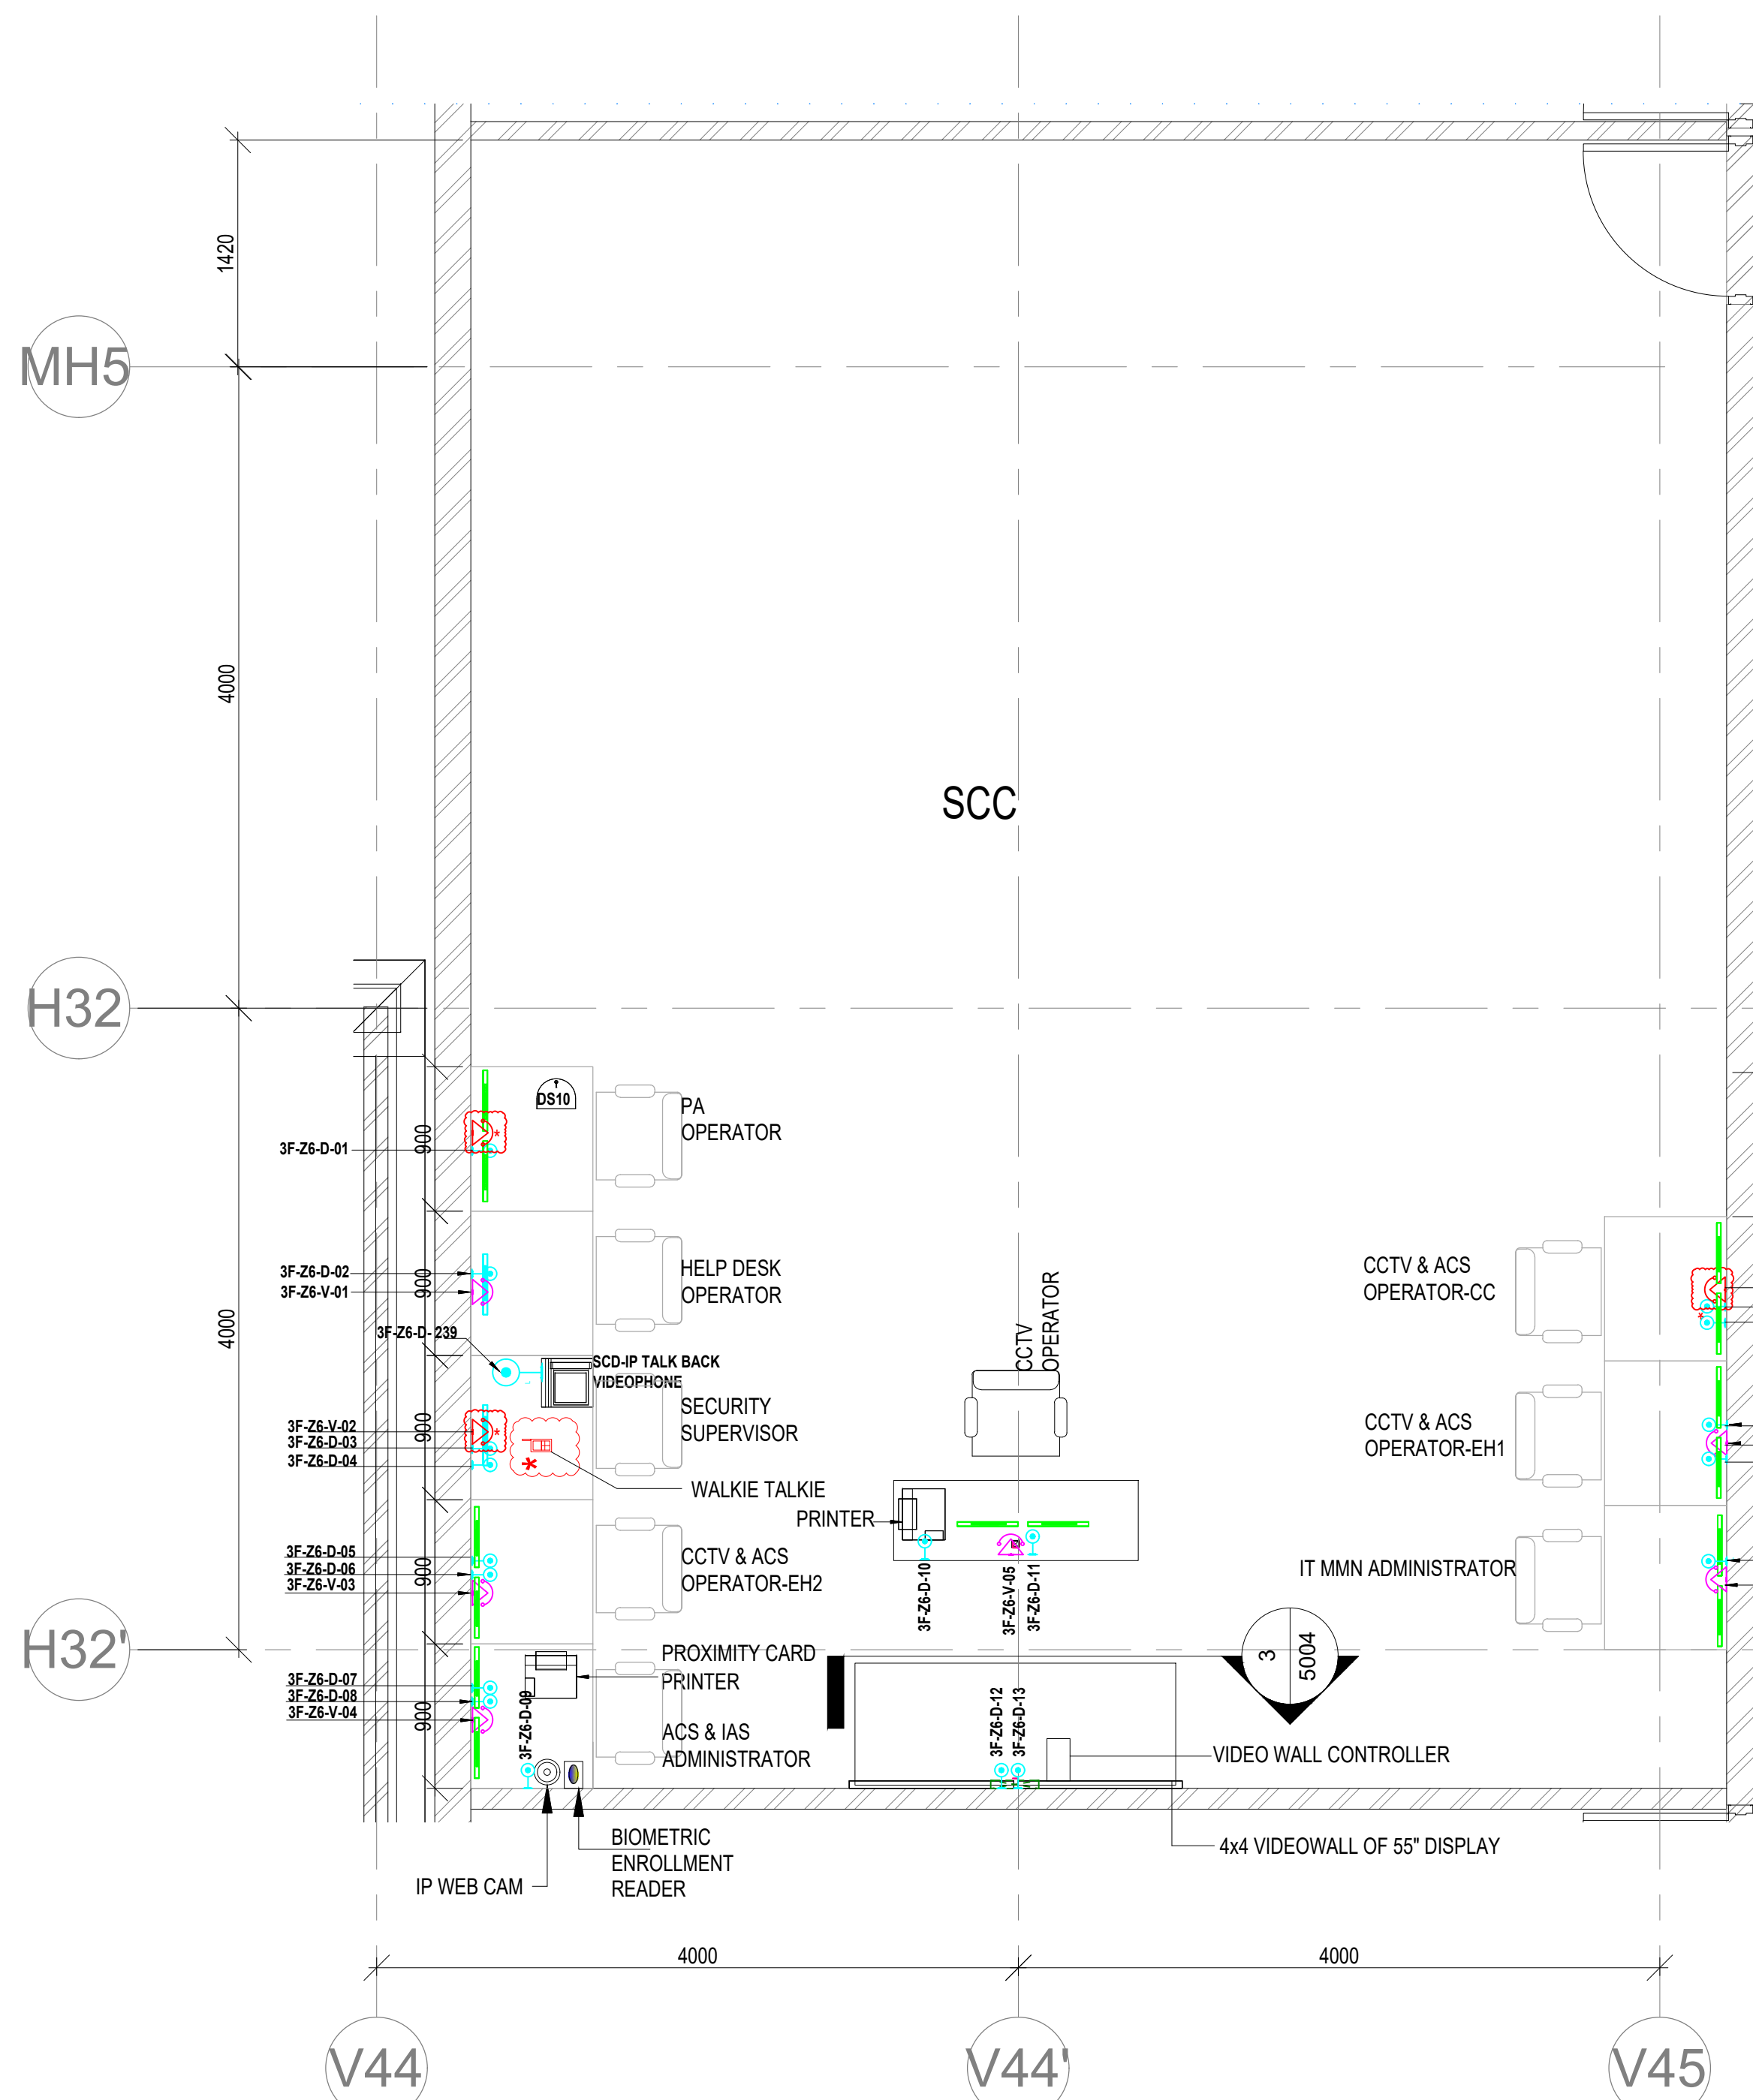 1420
MH5
4000
SCC
H32
DS10
PA
OPERATOR
3F-Z6-D-01
900
HELP DESK
OPERATOR
3F-Z6-D-02
3F-Z6-V-01
900
CCTV & ACS
OPERATOR-CC
4000
3F-Z6-D- 239
SCD-IP TALK BACK
VIDEOPHONE
CCTV
OPERATOR
SECURITY
SUPERVISOR
3F-Z6-V-02
3F-Z6-D-03
3F-Z6-D-04
900
CCTV & ACS
OPERATOR-EH1
WALKIE TALKIE
PRINTER
3F-Z6-D-05
3F-Z6-D-06
3F-Z6-V-03
900
CCTV & ACS
OPERATOR-EH2
3F-Z6-D-10
3F-Z6-V-05
3F-Z6-D-11
IT MMN ADMINISTRATOR
H32'
PROXIMITY CARD
PRINTER
3
5004
3F-Z6-D-07
3F-Z6-D-08
3F-Z6-V-04
900
3F-Z6-D-09
ACS & IAS
ADMINISTRATOR
3F-Z6-D-12
3F-Z6-D-13
VIDEO WALL CONTROLLER
BIOMETRIC
ENROLLMENT
READER
IP WEB CAM
4x4 VIDEOWALL OF 55" DISPLAY
4000
4000
V44
V44'
V45